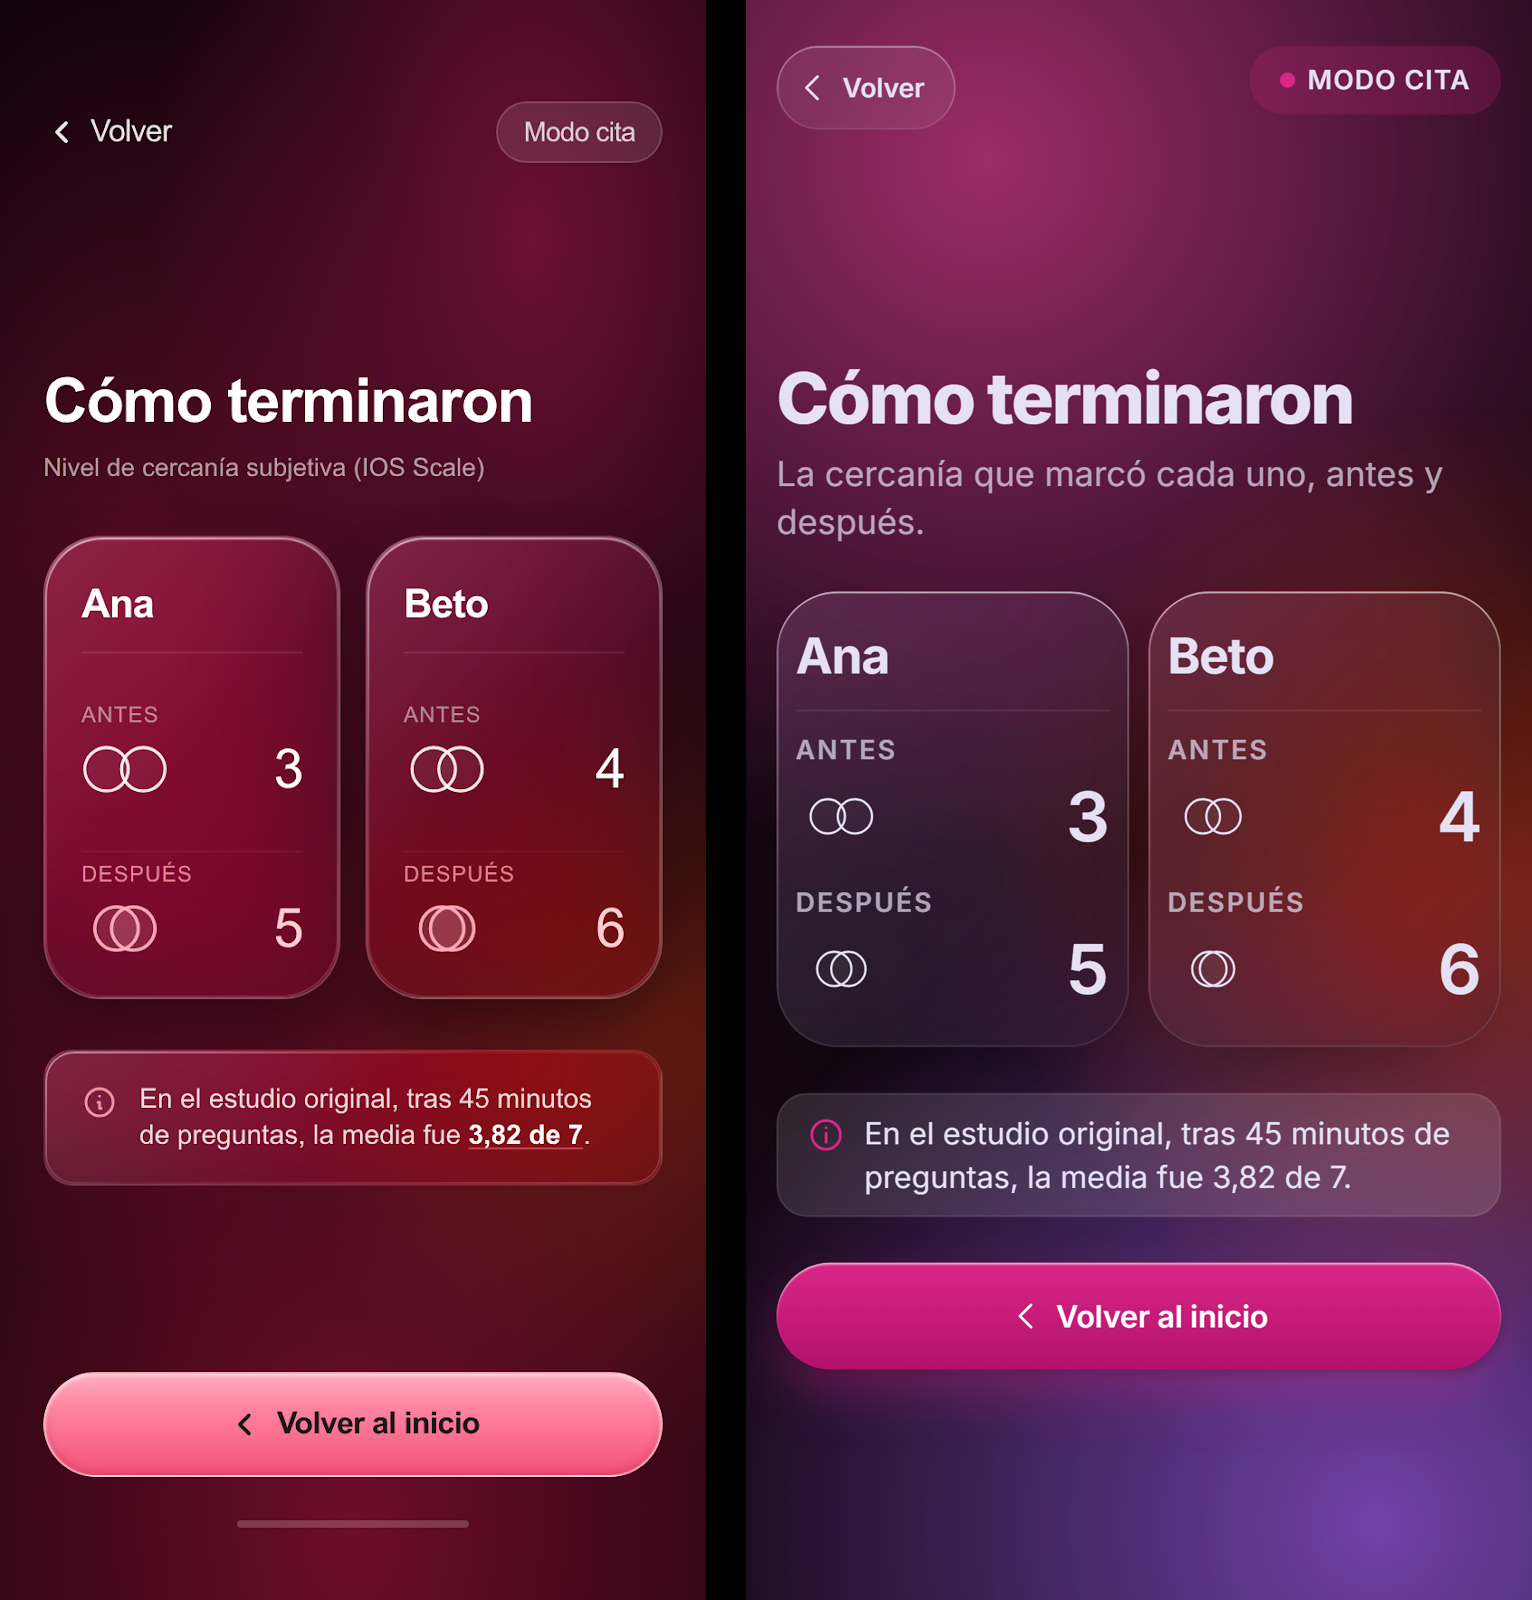 Volver
Modo cita
Cómo terminaron
Nivel de cercanía subjetiva (IOS Scale)
Ana
ANTES
3
DESPUÉS
5
Beto
ANTES
4
DESPUÉS
6
En el estudio original, tras 45 minutos
de preguntas, la media fue 3,82 de 7.
Volver al inicio
Volver
MODO CITA
Cómo terminaron
La cercanía que marcó cada uno, antes y
después.
Ana
ANTES
3
DESPUÉS
5
Beto
ANTES
4
DESPUÉS
6
En el estudio original, tras 45 minutos de
preguntas, la media fue 3,82 de 7.
Volver al inicio